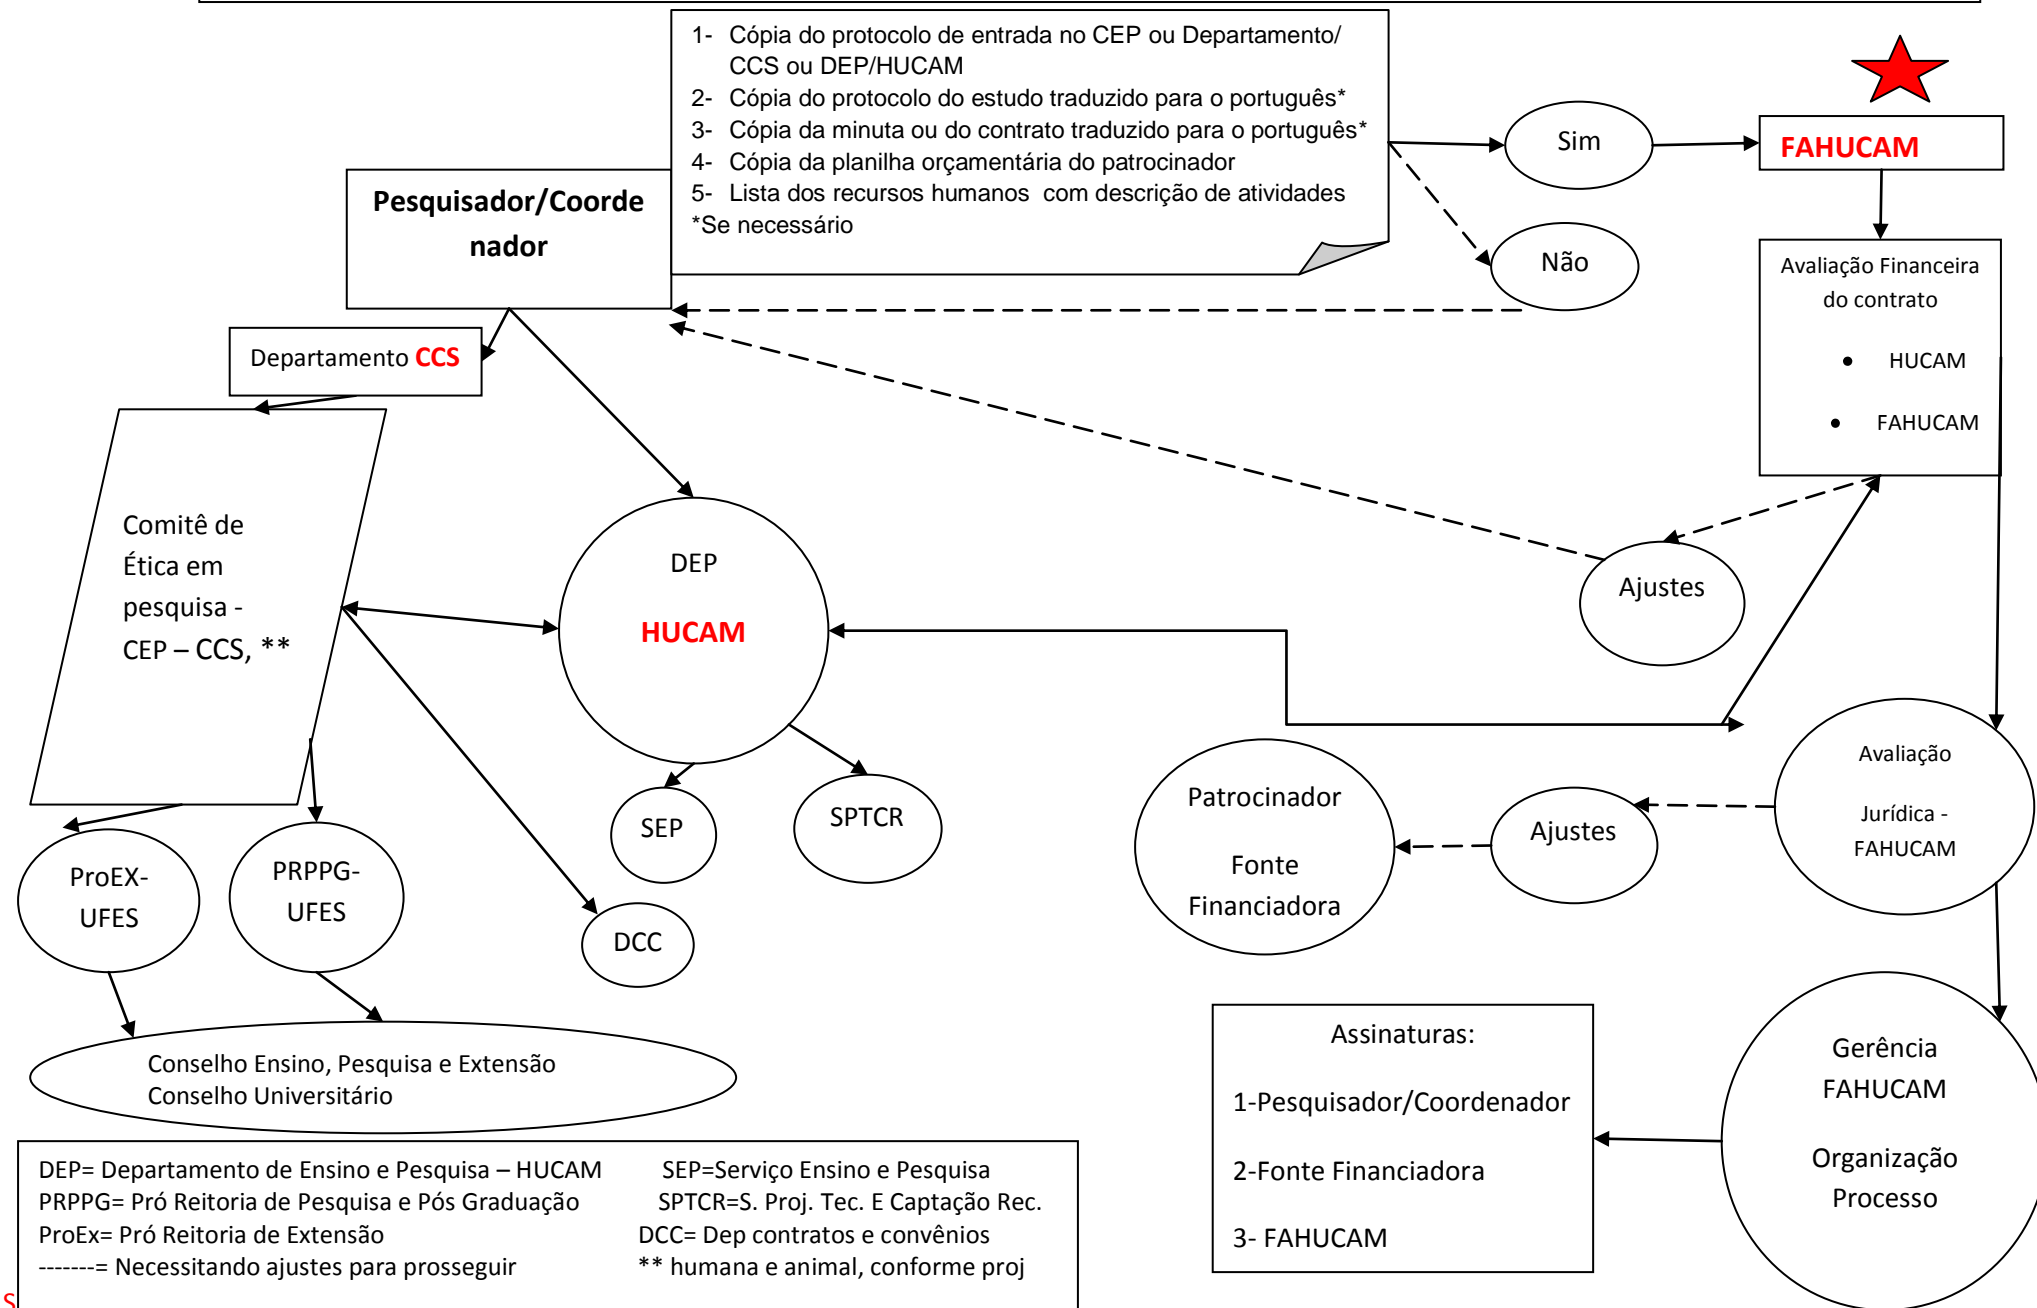 1- Cópia do protocolo de entrada no CEP ou Departamento/
CCS ou DEP/HUCAM
2- Cópia do protocolo do estudo traduzido para o português*
3- Cópia da minuta ou do contrato traduzido para o português*
4- Cópia da planilha orçamentária do patrocinador
5- Lista dos recursos humanos com descrição de atividades
*Se necessário
Sim
FAHUCAM
Pesquisador/Coorde
nador
Não
Avaliação Financeira
do contrato
• HUCAM
• FAHUCAM
Departamento CCS
Comitê de
Ética em
pesquisa -
CEP – CCS, **
DEP
HUCAM
Ajustes
Avaliação
Jurídica -
FAHUCAM
Patrocinador
Fonte
Financiadora
Ajustes
SEP
SPTCR
ProEX-
UFES
PRPPG-
UFES
DCC
Conselho Ensino, Pesquisa e Extensão
Conselho Universitário
Assinaturas:
1-Pesquisador/Coordenador
2-Fonte Financiadora
3- FAHUCAM
Gerência
FAHUCAM
Organização
Processo
DEP= Departamento de Ensino e Pesquisa – HUCAM SEP=Serviço Ensino e Pesquisa
PRPPG= Pró Reitoria de Pesquisa e Pós Graduação SPTCR=S. Proj. Tec. E Captação Rec.
ProEx= Pró Reitoria de Extensão DCC= Dep contratos e convênios
-------= Necessitando ajustes para prosseguir ** humana e animal, conforme proj
S